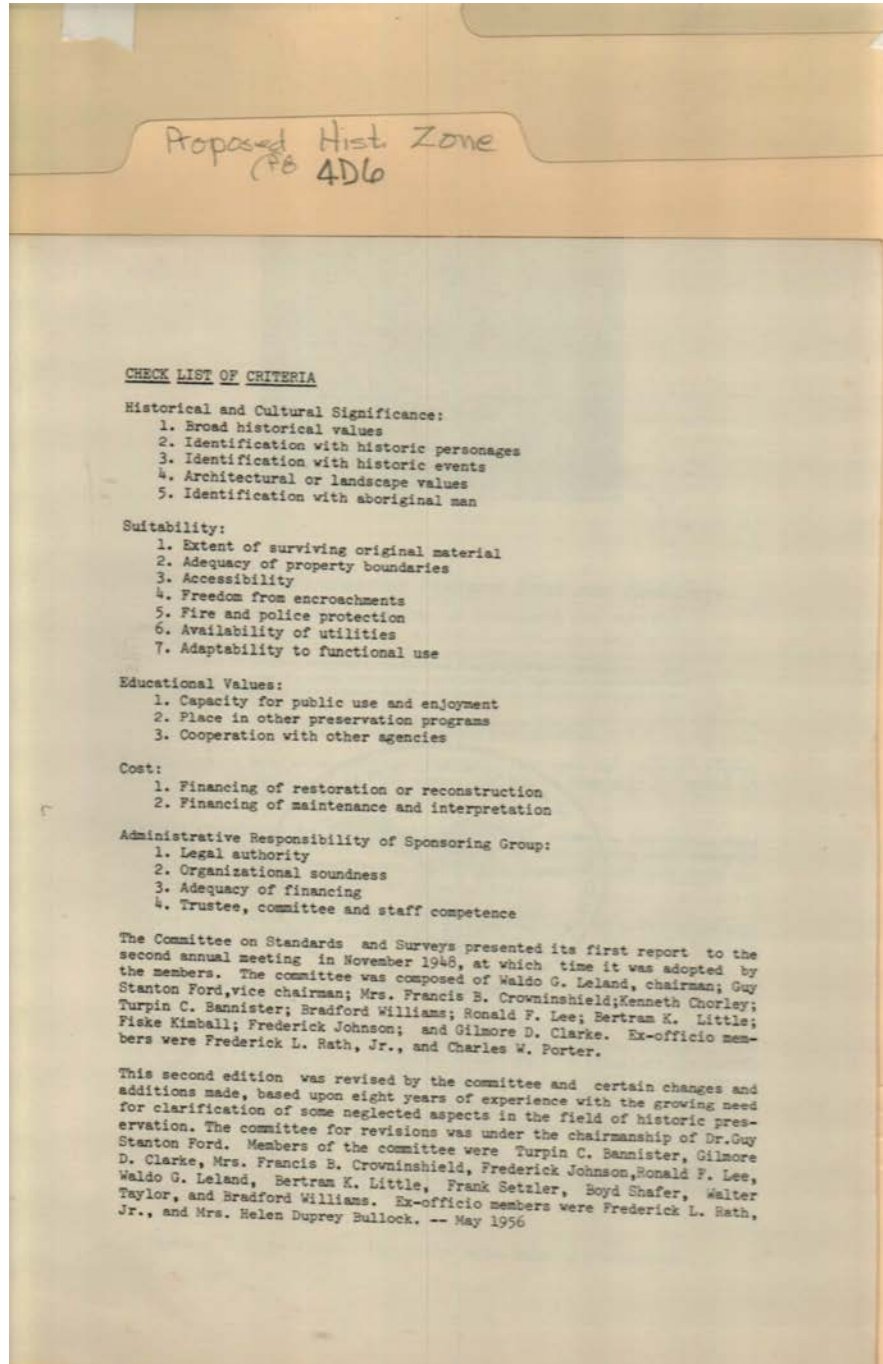 Proposed Hist. Zone
4D6
CHECK LIST OF CRITERIA
Historical and Cultural Significance:
1. Broad historical values
2. Identification with historic personages
3. Identification with historic events
4. Architectural or landscape values
5. Identification with aboriginal man
Suitability:
1. Extent of surviving original material
2. Adequacy of property boundaries
3. Accessibility
4. Freedom from encroachments
5. Fire and police protection
6. Availability of utilities
7. Adaptability to functional use
Educational Values:
1. Capacity for public use and enjoyment
2. Place in other preservation programs
3. Cooperation with other agencies
Cost:
1. Financing of restoration or reconstruction
2. Financing of maintenance and interpretation
Administrative Responsibility of Sponsoring Group:
1. Legal authority
2. Organizational soundness
3. Adequacy of financing
4. Trustee, committee and staff competence
The Committee on Standards and Surveys presented its first report to the
second annual meeting in November 1948, at which time it was adopted by
the members. The committee was composed of Waldo G. Leland, chairman; Guy
Stanton Ford,vice chairman; Mrs. Francis B. Crowninshield;Kenneth Chorley;
Turpin C. Bannister; Bradford Williams; Ronald F. Lee; Bertram K. Little;
Fiske Kimball; Frederick Johnson; and Gilmore D. Clarke. Ex-officio mem-
bers were Frederick L. Rath, Jr., and Charles W. Porter.
This second edition was revised by the committee and certain changes and
additions made, based upon eight years of experience with the growing need
for clarification of some neglected aspects in the field of historic pres-
ervation. The committee for revisions was under the chairmanship of Dr.Guy
Stanton Ford. Members of the committee were Turpin C. Bannister, Gilmore
D. Clarke, Mrs. Francis B. Crowninshield, Frederick Johnson,Ronald F. Lee,
Waldo G. Leland, Bertram K. Little, Frank Setzler, Boyd Shafer, Walter
Taylor, and Bradford Williams. Ex-officio members were Frederick L. Rath,
Jr., and Mrs. Helen Duprey Bullock. -- May 1956